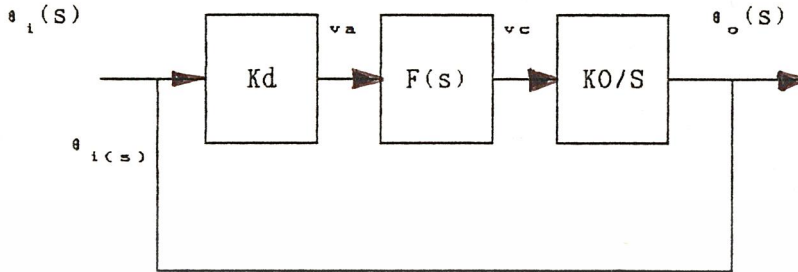 θ i (S)
va
vc
θ o (S)
Kd
F(s)
KO/S
θ i(s)